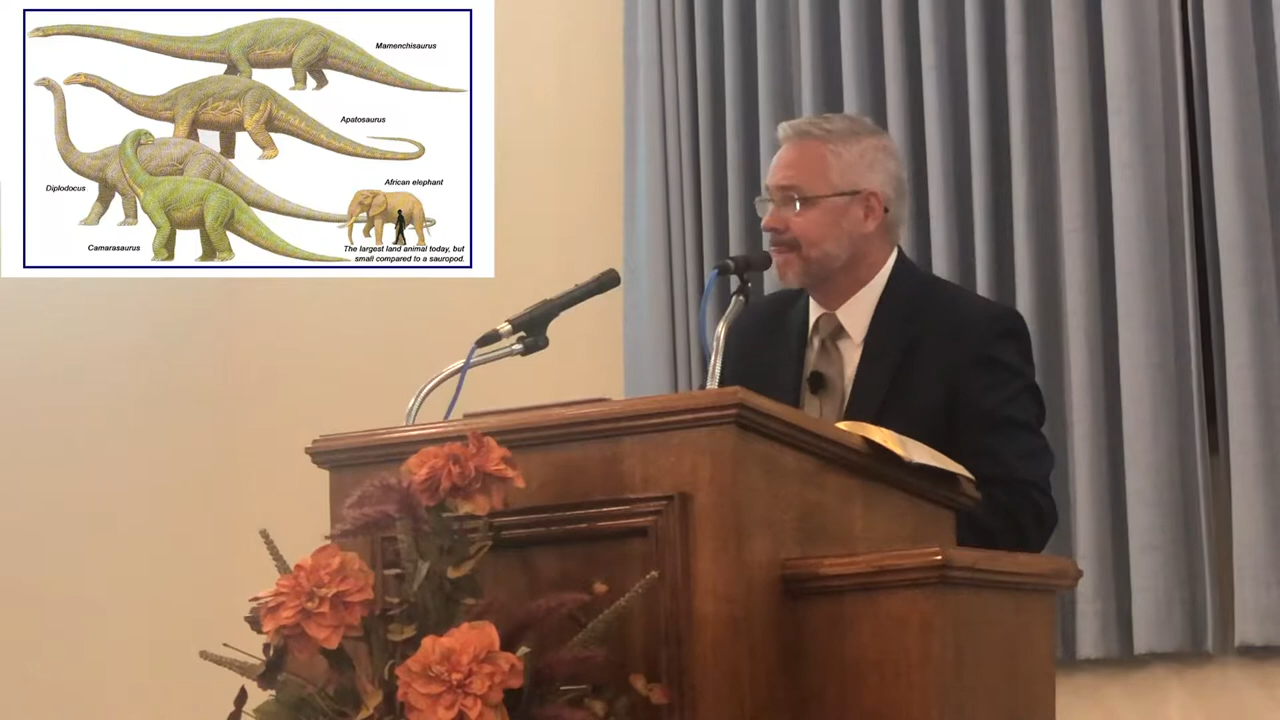 Mamenchisaurus
Apatosaurus
Diplodocus
African elephant
Camarasaurus
The largest land animal today, but
small compared to a sauropod.